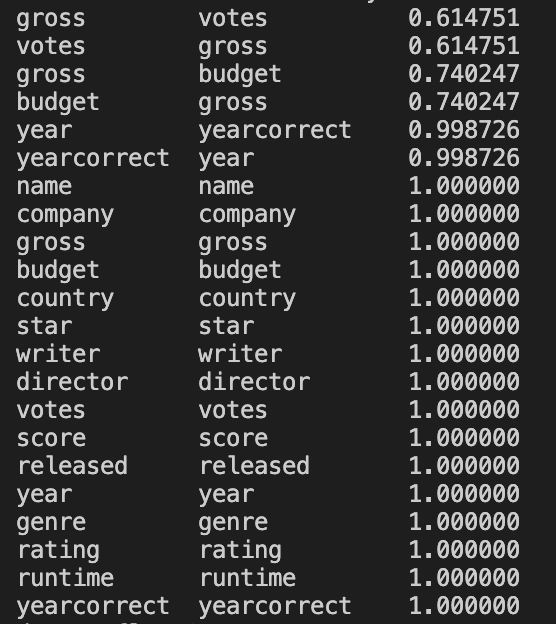 gross votes 0.614751
votes gross 0.614751
gross budget 0.740247
budget gross 0.740247
year yearcorrect 0.998726
yearcorrect year 0.998726
name name 1.000000
company company 1.000000
gross gross 1.000000
budget budget 1.000000
country country 1.000000
star star 1.000000
writer writer 1.000000
director director 1.000000
votes votes 1.000000
score score 1.000000
released released 1.000000
year year 1.000000
genre genre 1.000000
rating rating 1.000000
runtime runtime 1.000000
yearcorrect yearcorrect 1.000000